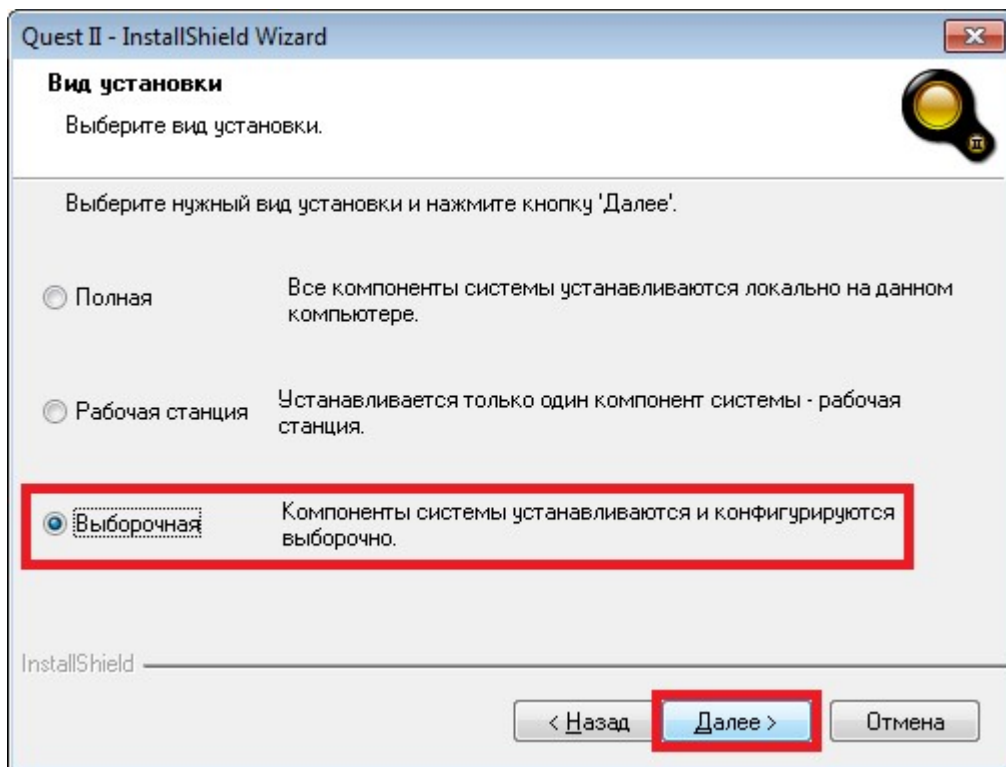 Quest II - InstallShield Wizard
Вид установки
Выберите вид установки.
II
Выберите нужный вид установки и нажмите кнопку 'Далее'.
Полная
Все компоненты системы устанавливаются локально на данном
компьютере.
Рабочая станция
Устанавливается только один компонент системы - рабочая
станция.
Выборочная
Компоненты системы устанавливаются и конфигурируются
выборочно.
InstallShield
< Назад
Далее >
Отмена